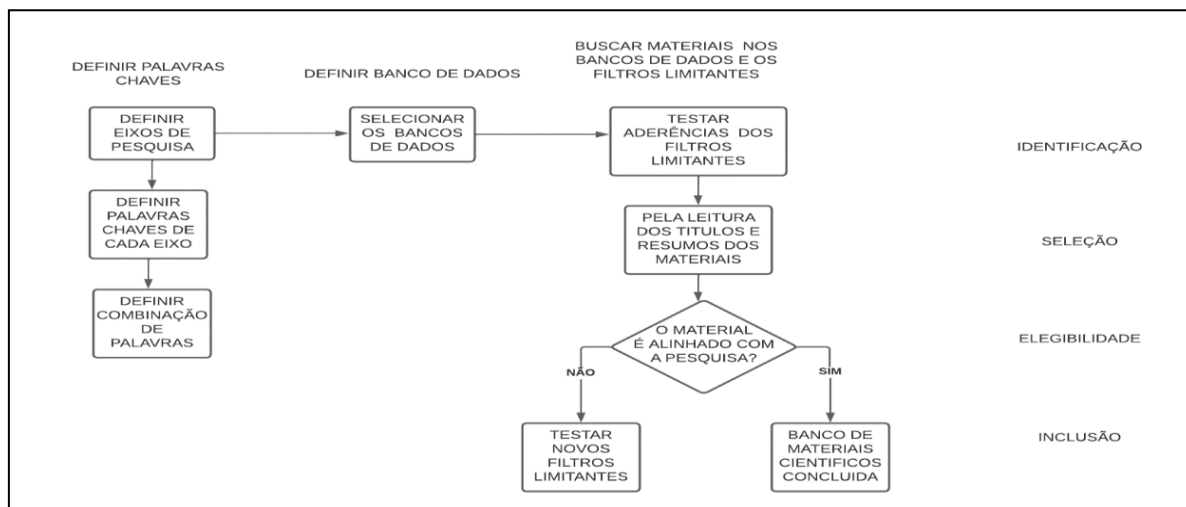 DEFINIR PALAVRAS
CHAVES
DEFINIR BANCO DE DADOS
BUSCAR MATERIAIS NOS
BANCOS DE DADOS E OS
FILTROS LIMITANTES
DEFINIR
EIXOS DE
PESQUISA
SELECIONAR
OS BANCOS
DE DADOS
TESTAR
ADERÊNCIAS DOS
FILTROS
LIMITANTES
IDENTIFICAÇÃO
DEFINIR
PALAVRAS
CHAVES DE
CADA EIXO
PELA LEITURA
DOS TITULOS E
RESUMOS DOS
MATERIAIS
SELEÇÃO
DEFINIR
COMBINAÇÃO
DE
PALAVRAS
O MATERIAL
É ALINHADO COM
A PESQUISA?
ELEGIBILIDADE
NÃO
SIM
TESTAR
NOVOS
FILTROS
LIMITANTES
BANCO DE
MATERIAIS
CIENTIFICOS
CONCLUIDA
INCLUSÃO